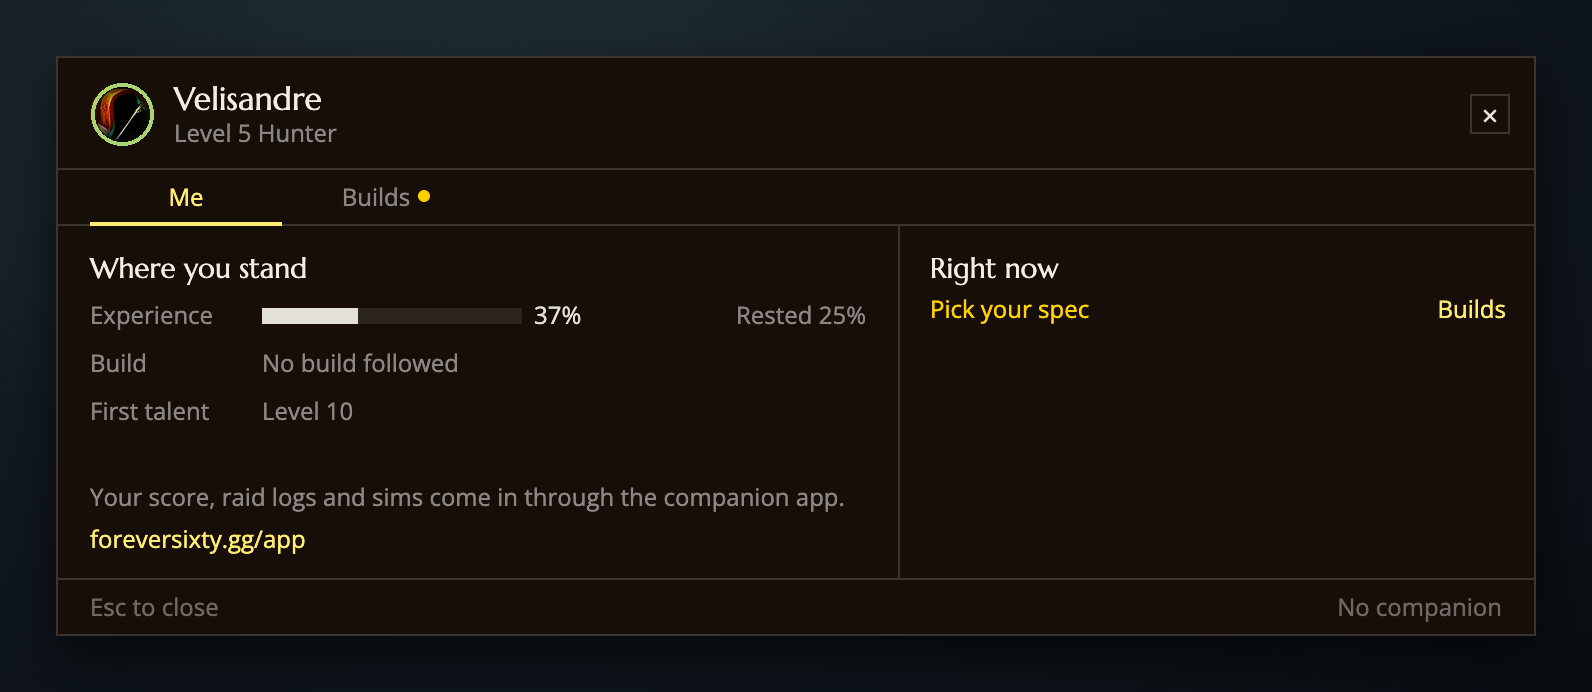 Velisandre
Level 5 Hunter
×
Me
Builds
Where you stand
Experience 37% Rested 25%
Build No build followed
First talent Level 10
Your score, raid logs and sims come in through the companion app.
foreversixty.gg/app
Right now
Pick your spec Builds
Esc to close
No companion